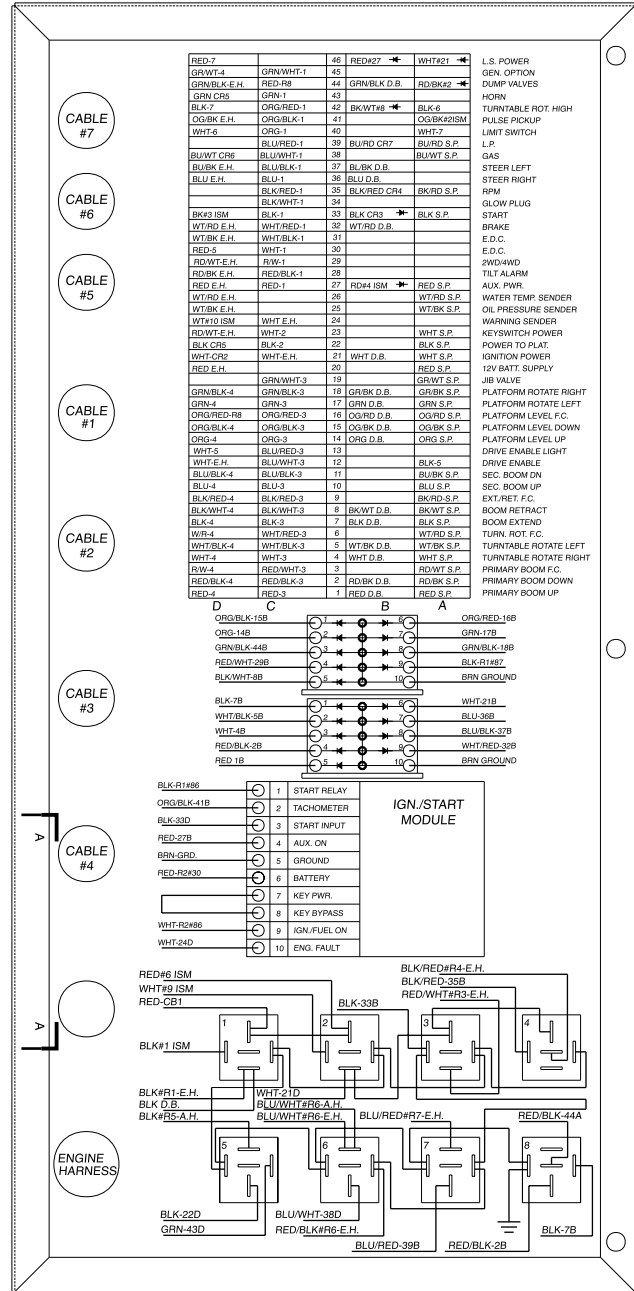 RED-7 46 RED#27 WHT#21 L.S. POWER
GR/WT-4 GRN/WHT-1 45 GEN. OPTION
GRN/BLK-E.H. RED-R8 44 GRN/BLK D.B. RD/BK#2 DUMP VALVES
GRN CR5 GRN-1 43 HORN
BLK-7 ORG/RED-1 42 BK/WT#8 BLK-6 TURNTABLE ROT. HIGH
OG/BK E.H. ORG/BLK-1 41 OG/BK#2ISM PULSE PICKUP
WHT-6 ORG-1 40 WHT-7 LIMIT SWITCH
BLU/RED-1 39 BU/RD CR7 BU/RD S.P. L.P.
BU/WT CR6 BLU/WHT-1 38 BU/WT S.P. GAS
BU/BK E.H. BLU/BLK-1 37 BL/BK D.B. STEER LEFT
BLU E.H. BLU-1 36 BLU D.B. STEER RIGHT
BLK/RED-1 35 BLK/RED CR4 BK/RD S.P. RPM
BLK/WHT-1 34 GLOW PLUG
BK#3 ISM BLK-1 33 BLK CR3 BLK S.P. START
WT/RD E.H. WHT/RED-1 32 WT/RD D.B. BRAKE
WT/BK E.H. WHT/BLK-1 31 E.D.C.
RED-5 WHT-1 30 E.D.C.
RD/WT-E.H. R/W-1 29 2WD/4WD
RD/BK E.H. RED/BLK-1 28 TILT ALARM
RED E.H. RED-1 27 RD#4 ISM RED S.P. AUX. PWR.
WT/RD E.H. 26 WT/RD S.P. WATER TEMP. SENDER
WT/BK E.H. 25 WT/BK S.P. OIL PRESSURE SENDER
WT#10 ISM WHT E.H. 24 WARNING SENDER
RD/WT-E.H. WHT-2 23 WHT S.P. KEYSWITCH POWER
BLK CR5 BLK-2 22 BLK S.P. POWER TO PLAT.
WHT-CR2 WHT-E.H. 21 WHT D.B. WHT S.P. IGNITION POWER
RED E.H. 20 RED S.P. 12V BATT. SUPPLY
GRN/WHT-3 19 GR/WT S.P. JIB VALVE
GRN/BLK-4 GRN/BLK-3 18 GR/BK D.B. GR/BK S.P. PLATFORM ROTATE RIGHT
GRN-4 GRN-3 17 GRN D.B. GRN S.P. PLATFORM ROTATE LEFT
ORG/RED-R8 ORG/RED-3 16 OG/RD D.B. OG/RD S.P. PLATFORM LEVEL F.C.
ORG/BLK-4 ORG/BLK-3 15 OG/BK D.B. OG/BK S.P. PLATFORM LEVEL DOWN
ORG-4 ORG-3 14 ORG D.B. ORG S.P. PLATFORM LEVEL UP
WHT-5 BLU/RED-3 13 DRIVE ENABLE LIGHT
WHT-E.H. BLU/WHT-3 12 BLK-5 DRIVE ENABLE
BLU/BLK-4 BLU/BLK-3 11 BU/BK S.P. SEC. BOOM DN
BLU-4 BLU-3 10 BLU S.P. SEC. BOOM UP
BLK/RED-4 BLK/RED-3 9 BK/RD-S.P. EXT./RET. F.C.
BLK/WHT-4 BLK/WHT-3 8 BK/WT D.B. BK/WT S.P. BOOM RETRACT
BLK-4 BLK-3 7 BLK D.B. BLK S.P. BOOM EXTEND
W/R-4 WHT/RED-3 6 WT/RD S.P. TURN. ROT. F.C.
WHT/BLK-4 WHT/BLK-3 5 WT/BK D.B. WT/BK S.P. TURNTABLE ROTATE LEFT
WHT-4 WHT-3 4 WHT D.B. WHT S.P. TURNTABLE ROTATE RIGHT
R/W-4 RED/WHT-3 3 RD/WT S.P. PRIMARY BOOM F.C.
RED/BLK-4 RED/BLK-3 2 RD/BK D.B. RD/BK S.P. PRIMARY BOOM DOWN
RED-4 RED-3 1 RED D.B. RED S.P. PRIMARY BOOM UP
D C B A
CABLE
#7
CABLE
#6
CABLE
#5
CABLE
#1
CABLE
#2
CABLE
#3
CABLE
#4
A
A
ENGINE
HARNESS
ORG/BLK-15B 1 6 ORG/RED-16B
ORG-14B 2 7 GRN-17B
GRN/BLK-44B 3 8 GRN/BLK-18B
RED/WHT-29B 4 9 BLK-R1#87
BLK/WHT-8B 5 10 BRN GROUND
BLK-7B 1 6 WHT-21B
WHT/BLK-5B 2 7 BLU-36B
WHT-4B 3 8 BLU/BLK-37B
RED/BLK-2B 4 9 WHT/RED-32B
RED 1B 5 10 BRN GROUND
BLK-R1#86 1 START RELAY
ORG/BLK-41B 2 TACHOMETER
BLK-33D 3 START INPUT
RED-27B 4 AUX. ON
BRN-GRD. 5 GROUND
RED-R2#30 6 BATTERY
7 KEY PWR.
8 KEY BYPASS
WHT-R2#86 9 IGN./FUEL ON
WHT-24D 10 ENG. FAULT
IGN./START
MODULE
RED#6 ISM
WHT#9 ISM
RED-CB1
BLK#1 ISM
BLK-33B
BLK/RED#R4-E.H.
BLK/RED-35B
RED/WHT#R3-E.H.
1 2 3 4
BLK#R1-E.H.
BLK D.B.
BLK#R5-A.H.
WHT-21D
BLU/WHT#R6-A.H.
BLU/WHT#R6-E.H.
BLU/RED#R7-E.H.
RED/BLK-44A
5 6 7 8
BLK-22D
GRN-43D
BLU/WHT-38D
RED/BLK#R6-E.H.
BLU/RED-39B
RED/BLK-2B
BLK-7B